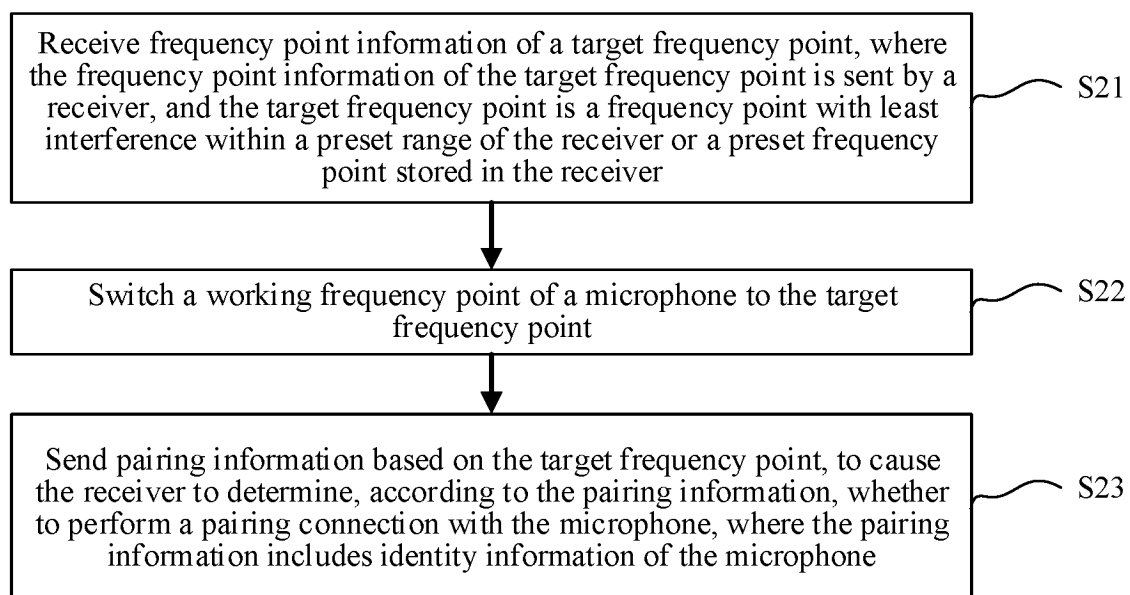 Receive frequency point information of a target frequency point, where
the frequency point information of the target frequency point is sent by a
receiver, and the target frequency point is a frequency point with least
interference within a preset range of the receiver or a preset frequency
point stored in the receiver
S21
Switch a working frequency point of a microphone to the target
frequency point
S22
Send pairing information based on the target frequency point, to cause
the receiver to determine, according to the pairing information, whether
to perform a pairing connection with the microphone, where the pairing
information includes identity information of the microphone
S23